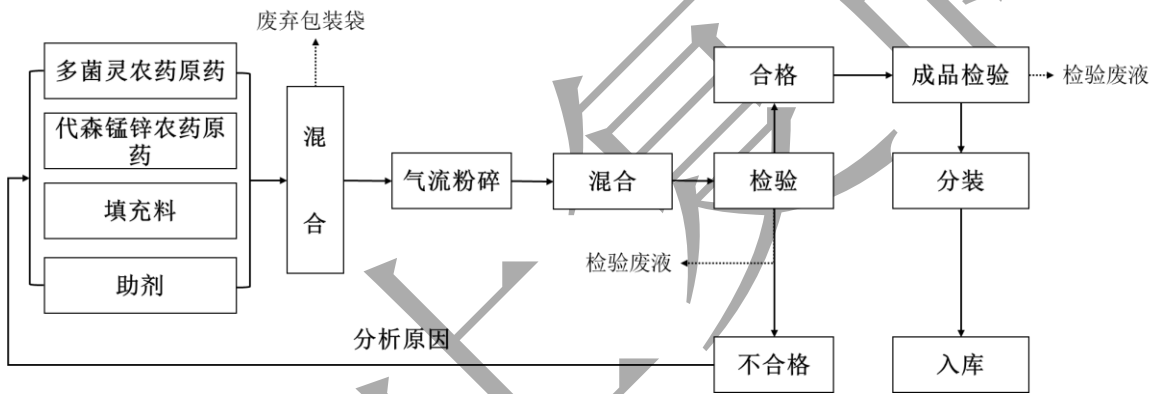 废弃包装袋
多菌灵农药原药
代森锰锌农药原
药
填充料
助剂
混
合
气流粉碎
混合
检验
合格
成品检验
检验废液
分装
检验废液
分析原因
不合格
入库